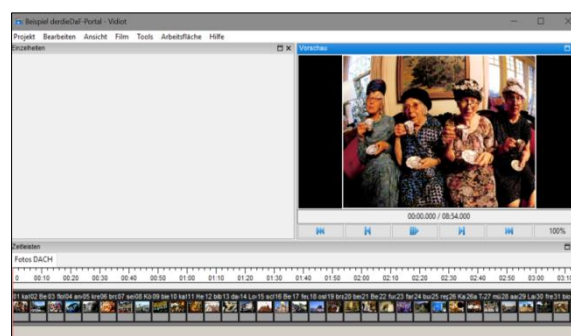 Beispiel derdieDaF-Portal - Vidiot
Projekt Bearbeiten Ansicht Film Tools Arbeitsfläche Hilfe
Einzelheiten
Vorschau
00:00.000 / 08:54.000
100%
Zeitleisten
Fotos DACH
0 00:10 00:20 00:30 00:40 00:50 01:00 01:10 01:20 01:30 01:40 01:50 02:00 02:10 02:20 02:30 02:40 02:50 03:00 03:10